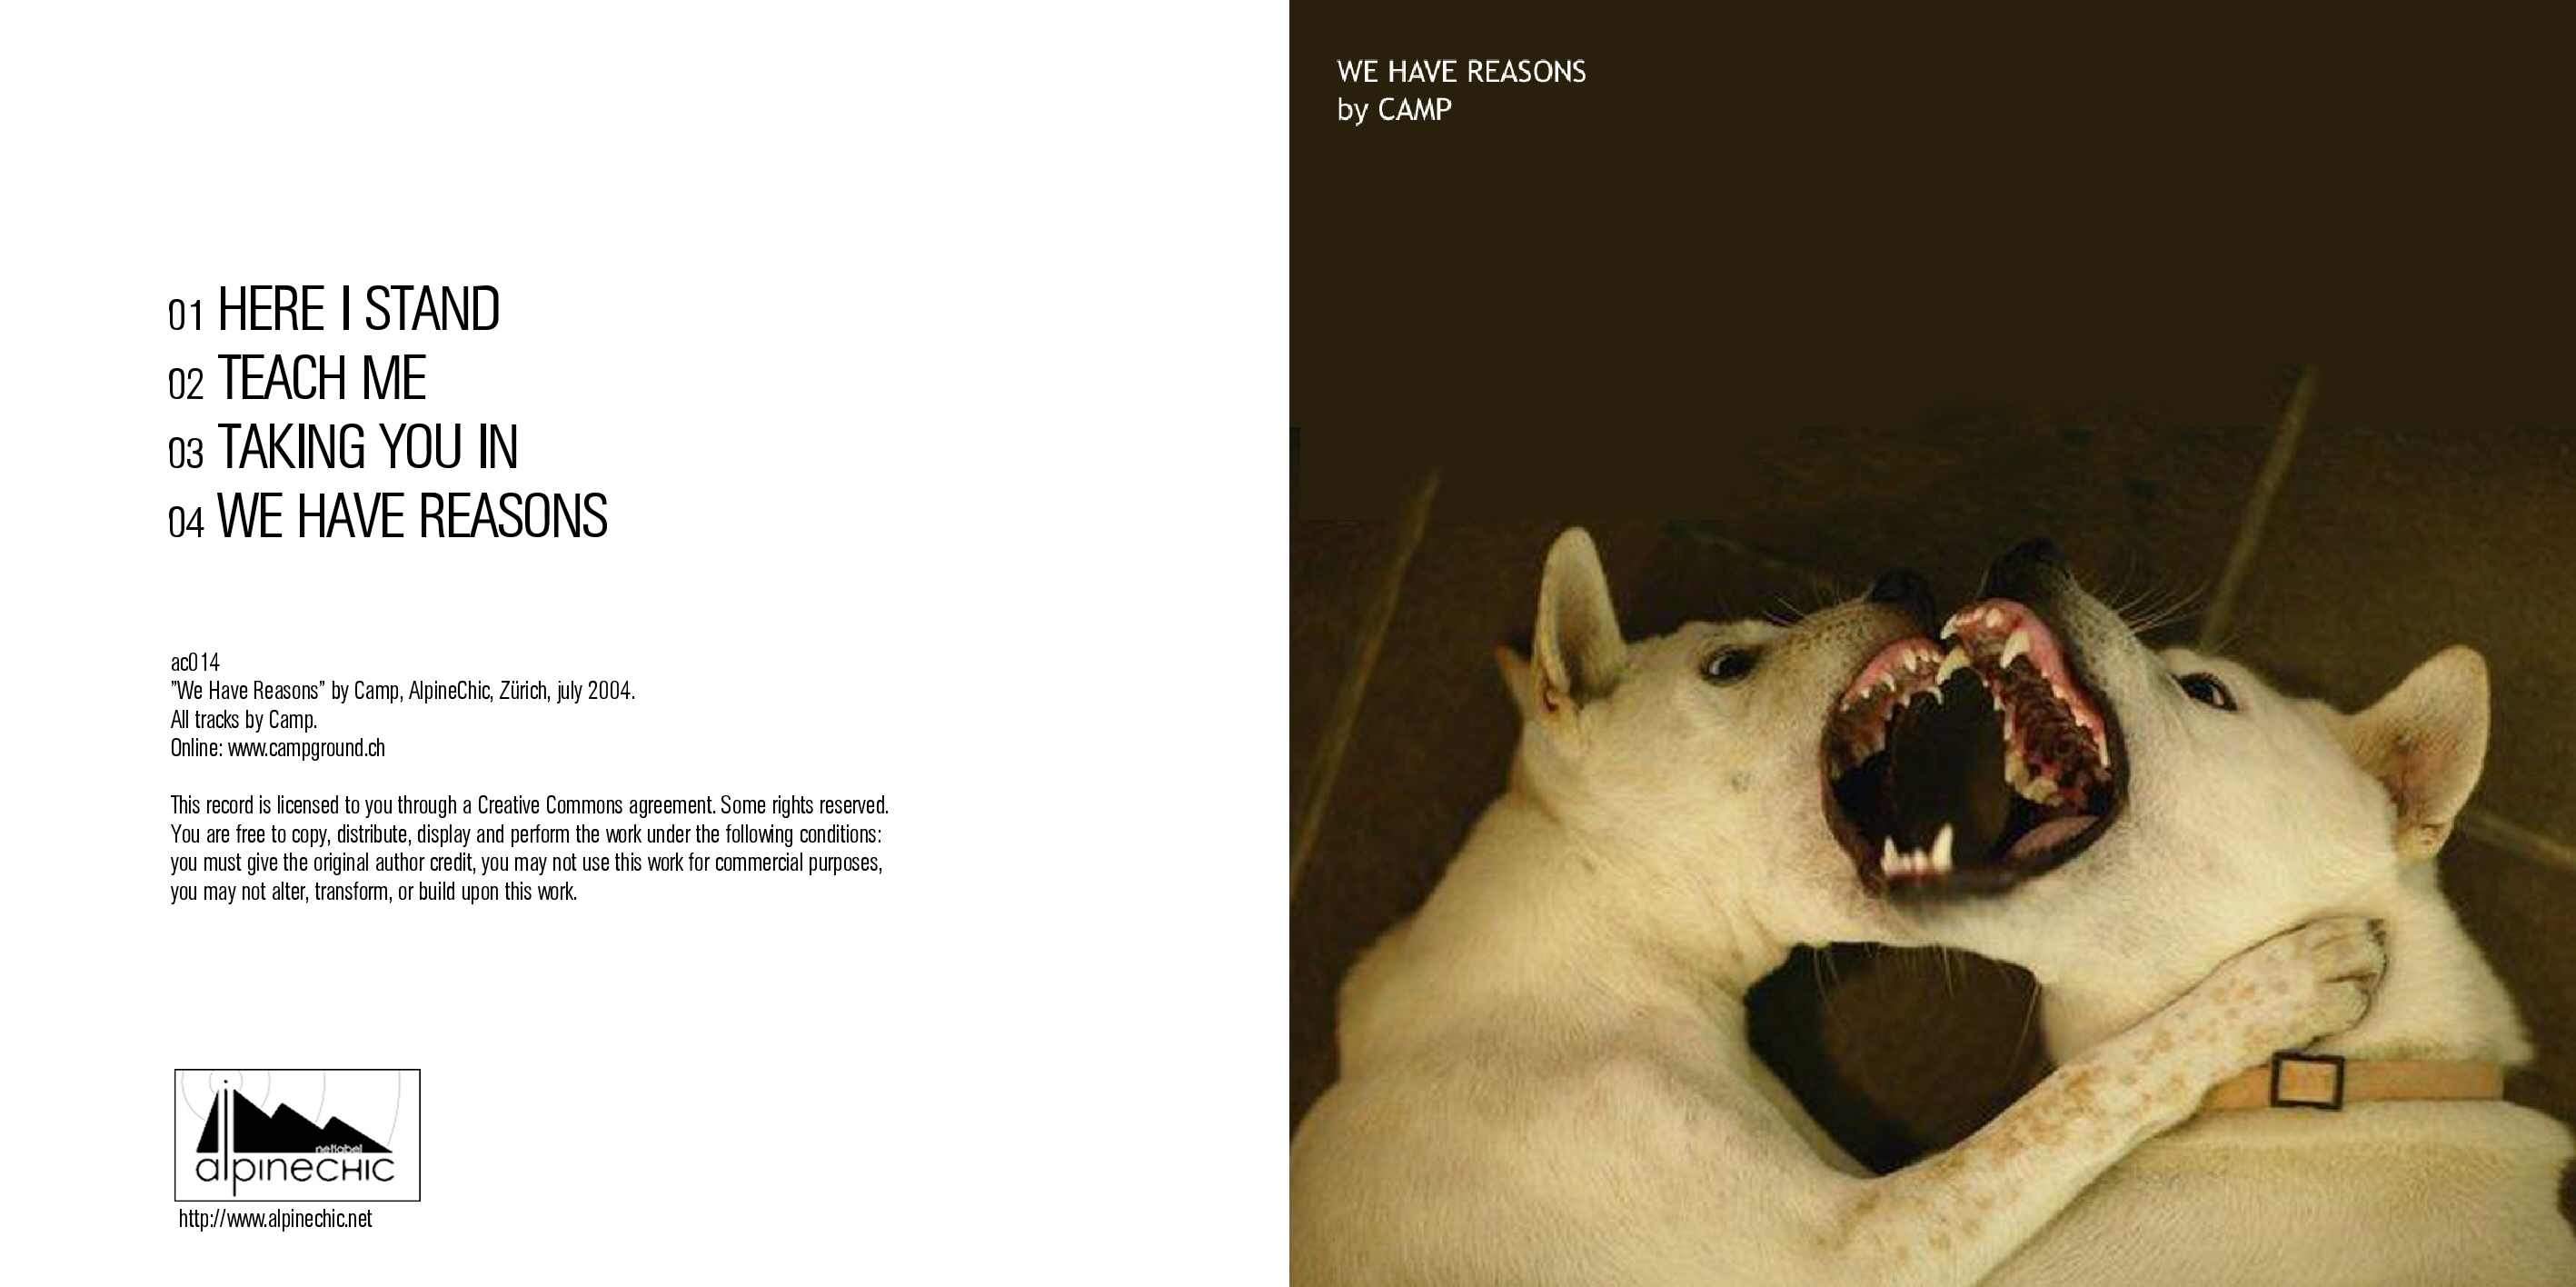 01 HERE I STAND
02 TEACH ME
03 TAKING YOU IN
04 WE HAVE REASONS
ac014
"We Have Reasons" by Camp, AlpineChic, Zürich, july 2004.
All tracks by Camp.
Online: www.campground.ch
This record is licensed to you through a Creative Commons agreement. Some rights reserved.
You are free to copy, distribute, display and perform the work under the following conditions:
you must give the original author credit, you may not use this work for commercial purposes,
you may not alter, transform, or build upon this work.
netlabel
alpineCHIC
http://www.alpinechic.net
WE HAVE REASONS
by CAMP